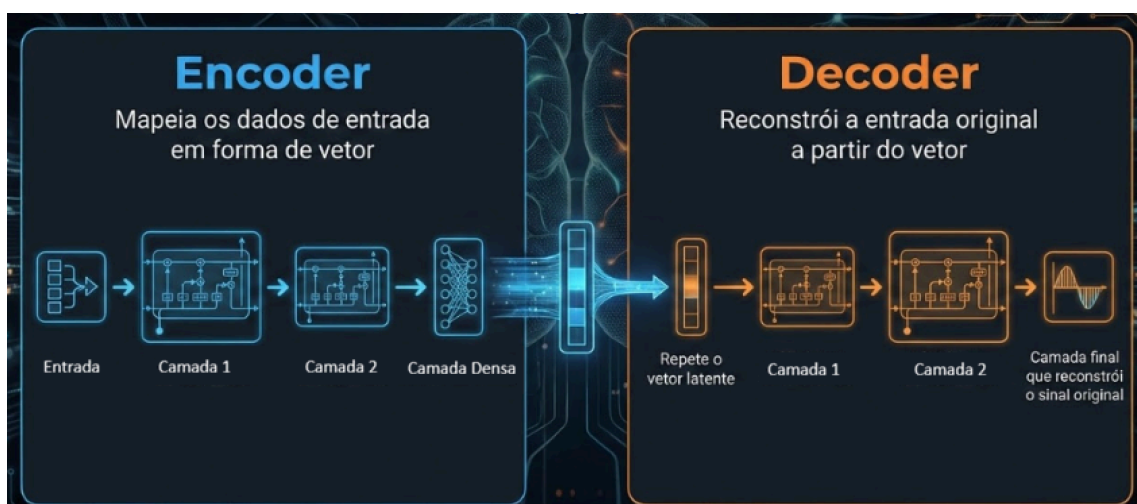 Encoder
Mapeia os dados de entrada
em forma de vetor
Entrada
Camada 1
Camada 2
Camada Densa
Decoder
Reconstrói a entrada original
a partir do vetor
Repete o
vetor latente
Camada 1
Camada 2
Camada final
que reconstrói
o sinal original